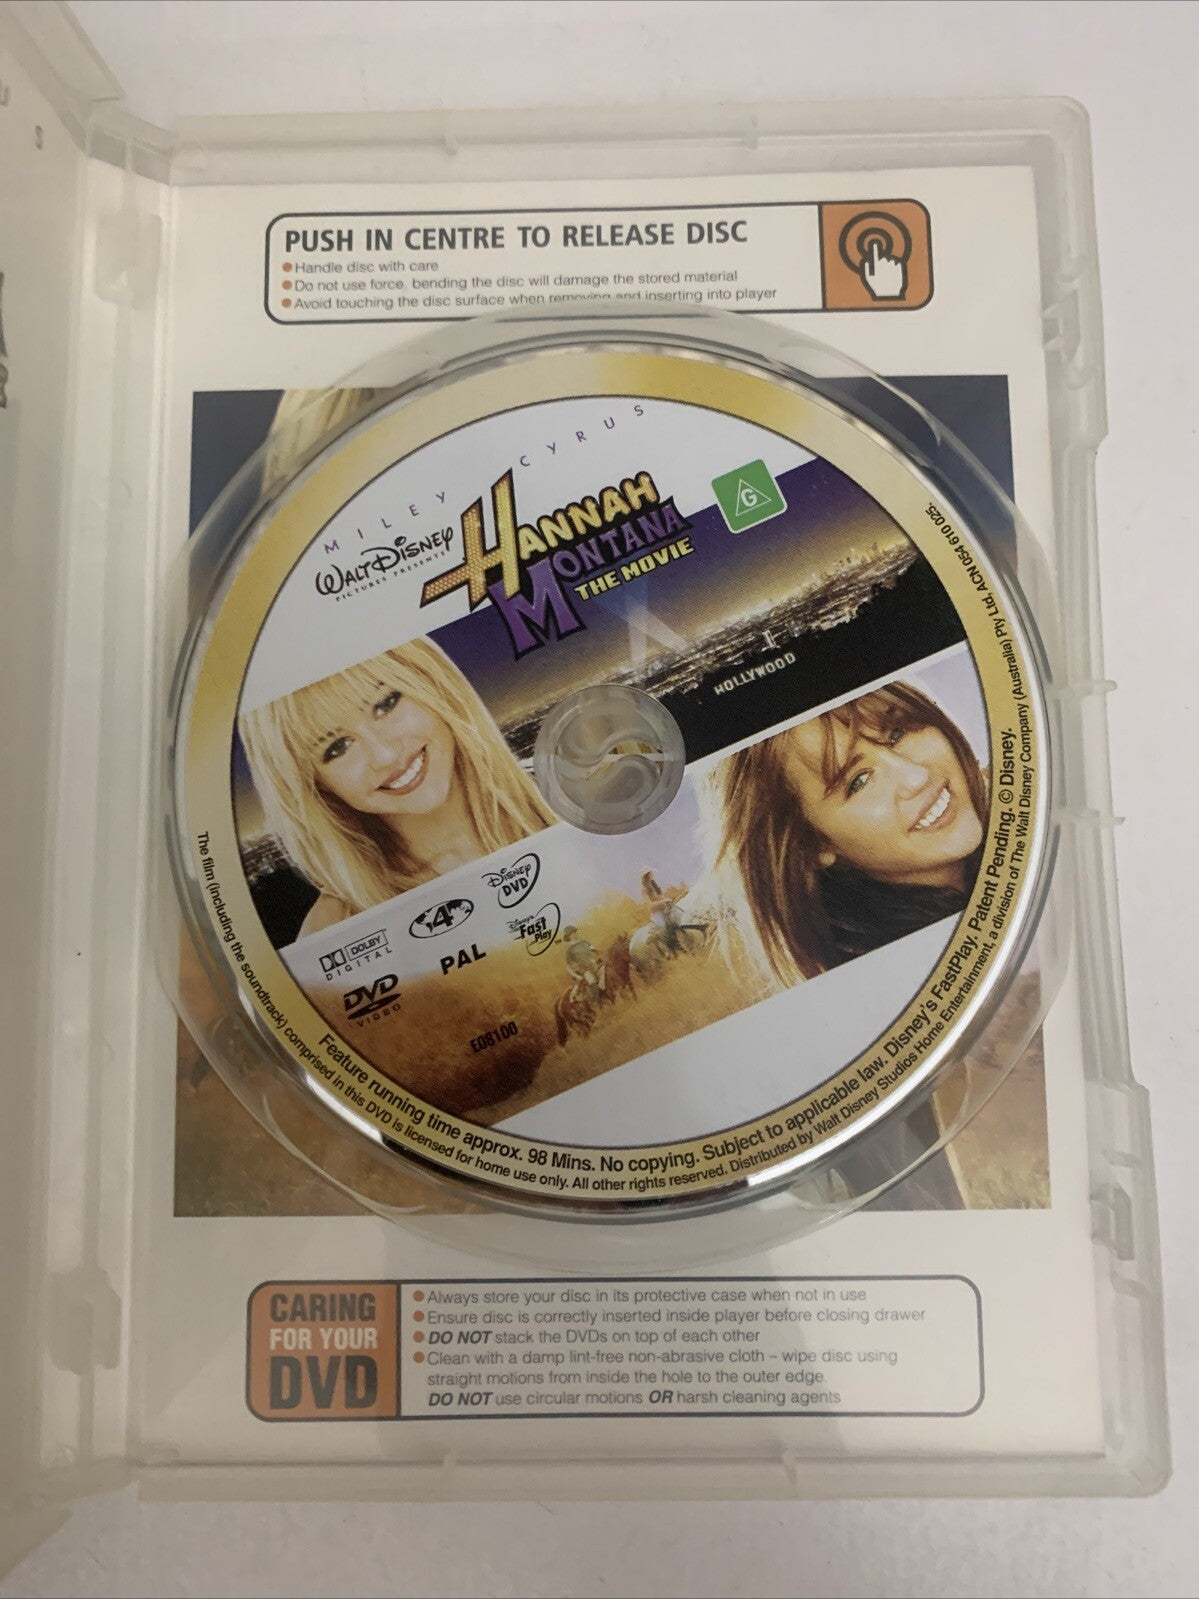 PUSH IN CENTRE TO RELEASE DISC
Handle disc with care
Do not use force, bending the disc will damage the stored material
Avoid touching the disc surface when removing and inserting into player
MILEY CYRUS
WALT DISNEY
PICTURES PRESENTS
HANNAH
MONTANA
THE MOVIE
G
HOLLYWOOD
DISNEY
DVD
4
DOLBY
DIGITAL
Disney's
Fast
Play
PAL
DVD
VIDEO
E08100
Feature running time approx. 98 Mins. No copying. Subject to applicable law. Disney's FastPlay. Patent Pending. © Disney.
The film (including the soundtrack) comprised in this DVD is licensed for home use only. All other rights reserved. Distributed by Walt Disney Studios Home Entertainment, a division of The Walt Disney Company (Australia) Pty Ltd, ACN 054 610 025.
CARING
FOR YOUR
DVD
Always store your disc in its protective case when not in use
Ensure disc is correctly inserted inside player before closing drawer
DO NOT stack the DVDs on top of each other
Clean with a damp lint-free non-abrasive cloth – wipe disc using
straight motions from inside the hole to the outer edge.
DO NOT use circular motions OR harsh cleaning agents